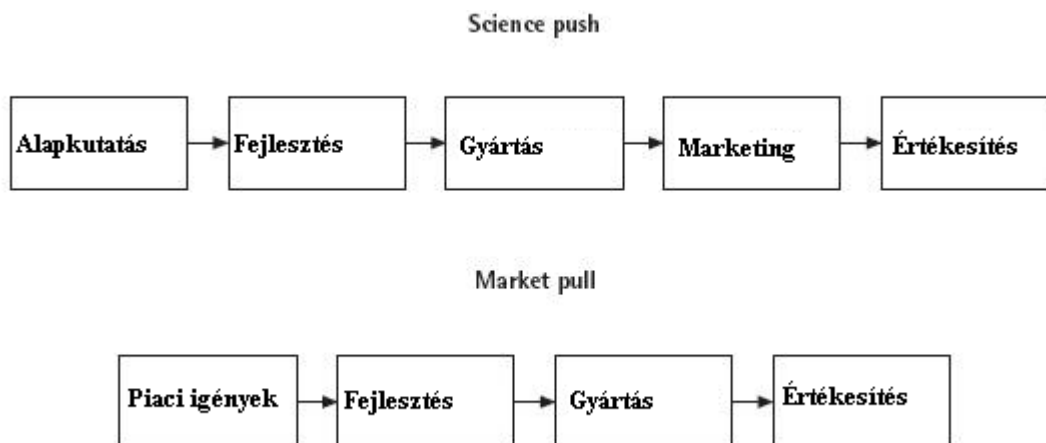 Science push
Alapkutatás
Fejlesztés
Gyártás
Marketing
Értékesítés
Market pull
Piaci igények
Fejlesztés
Gyártás
Értékesítés